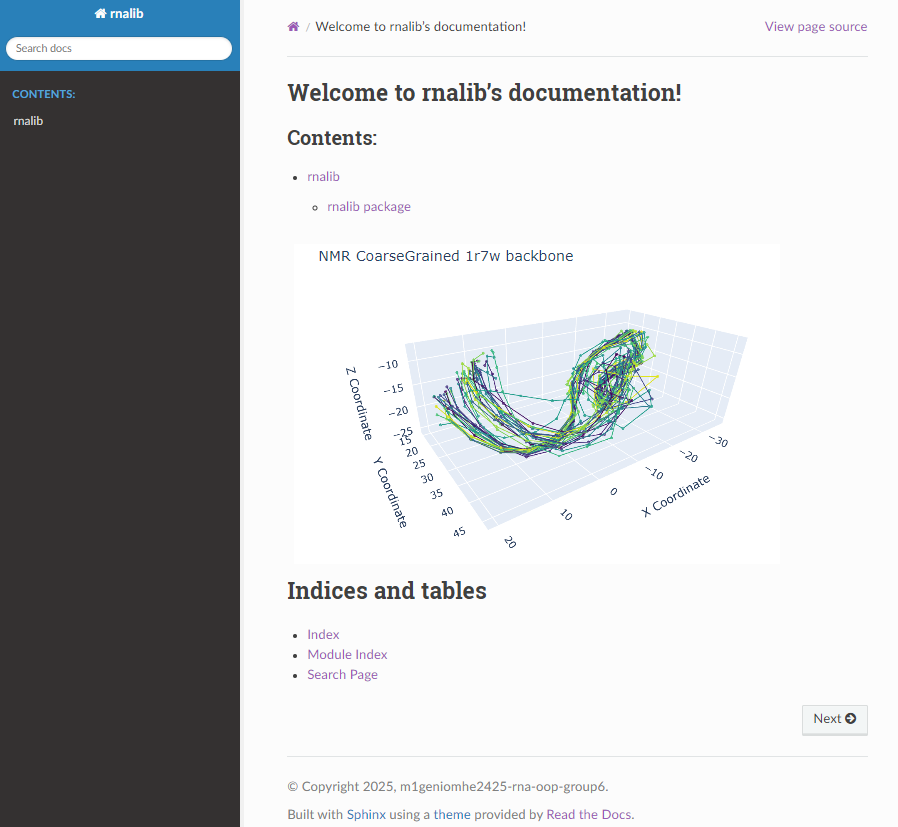 rnalib
Search docs
CONTENTS:
rnalib
/ Welcome to rnalib’s documentation!
View page source
Welcome to rnalib’s documentation!
Contents:
rnalib
rnalib package
NMR CoarseGrained 1r7w backbone
Z Coordinate
−10
−15
−20
−25
Y Coordinate
15
20
25
30
35
40
45
X Coordinate
20
10
0
−10
−20
−30
Indices and tables
Index
Module Index
Search Page
Next
© Copyright 2025, m1geniomhe2425-rna-oop-group6.
Built with Sphinx using a theme provided by Read the Docs.